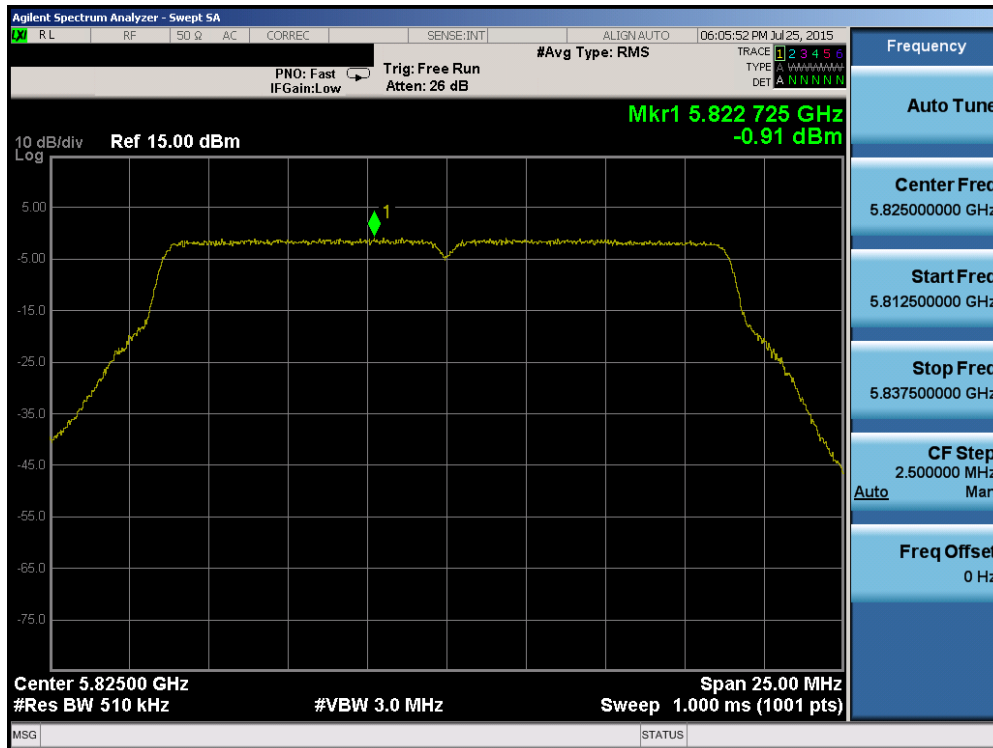 Agilent Spectrum Analyzer - Swept SA
LXI RL RF 50 Ω AC CORREC SENSE:INT ALIGN AUTO 06:05:52 PM Jul 25, 2015
#Avg Type: RMS TRACE 1 2 3 4 5 6
PNO: Fast Trig: Free Run TYPE A WWWWW
IFGain:Low Atten: 26 dB DET A N N N N N
Mkr1 5.822 725 GHz
-0.91 dBm
10 dB/div Ref 15.00 dBm
Log
1
5.00
-5.00
-15.0
-25.0
-35.0
-45.0
-55.0
-65.0
-75.0
Center 5.82500 GHz Span 25.00 MHz
#Res BW 510 kHz #VBW 3.0 MHz Sweep 1.000 ms (1001 pts)
MSG STATUS
Frequency
Auto Tune
Center Freq
5.825000000 GHz
Start Freq
5.812500000 GHz
Stop Freq
5.837500000 GHz
CF Step
2.500000 MHz
Auto Man
Freq Offset
0 Hz